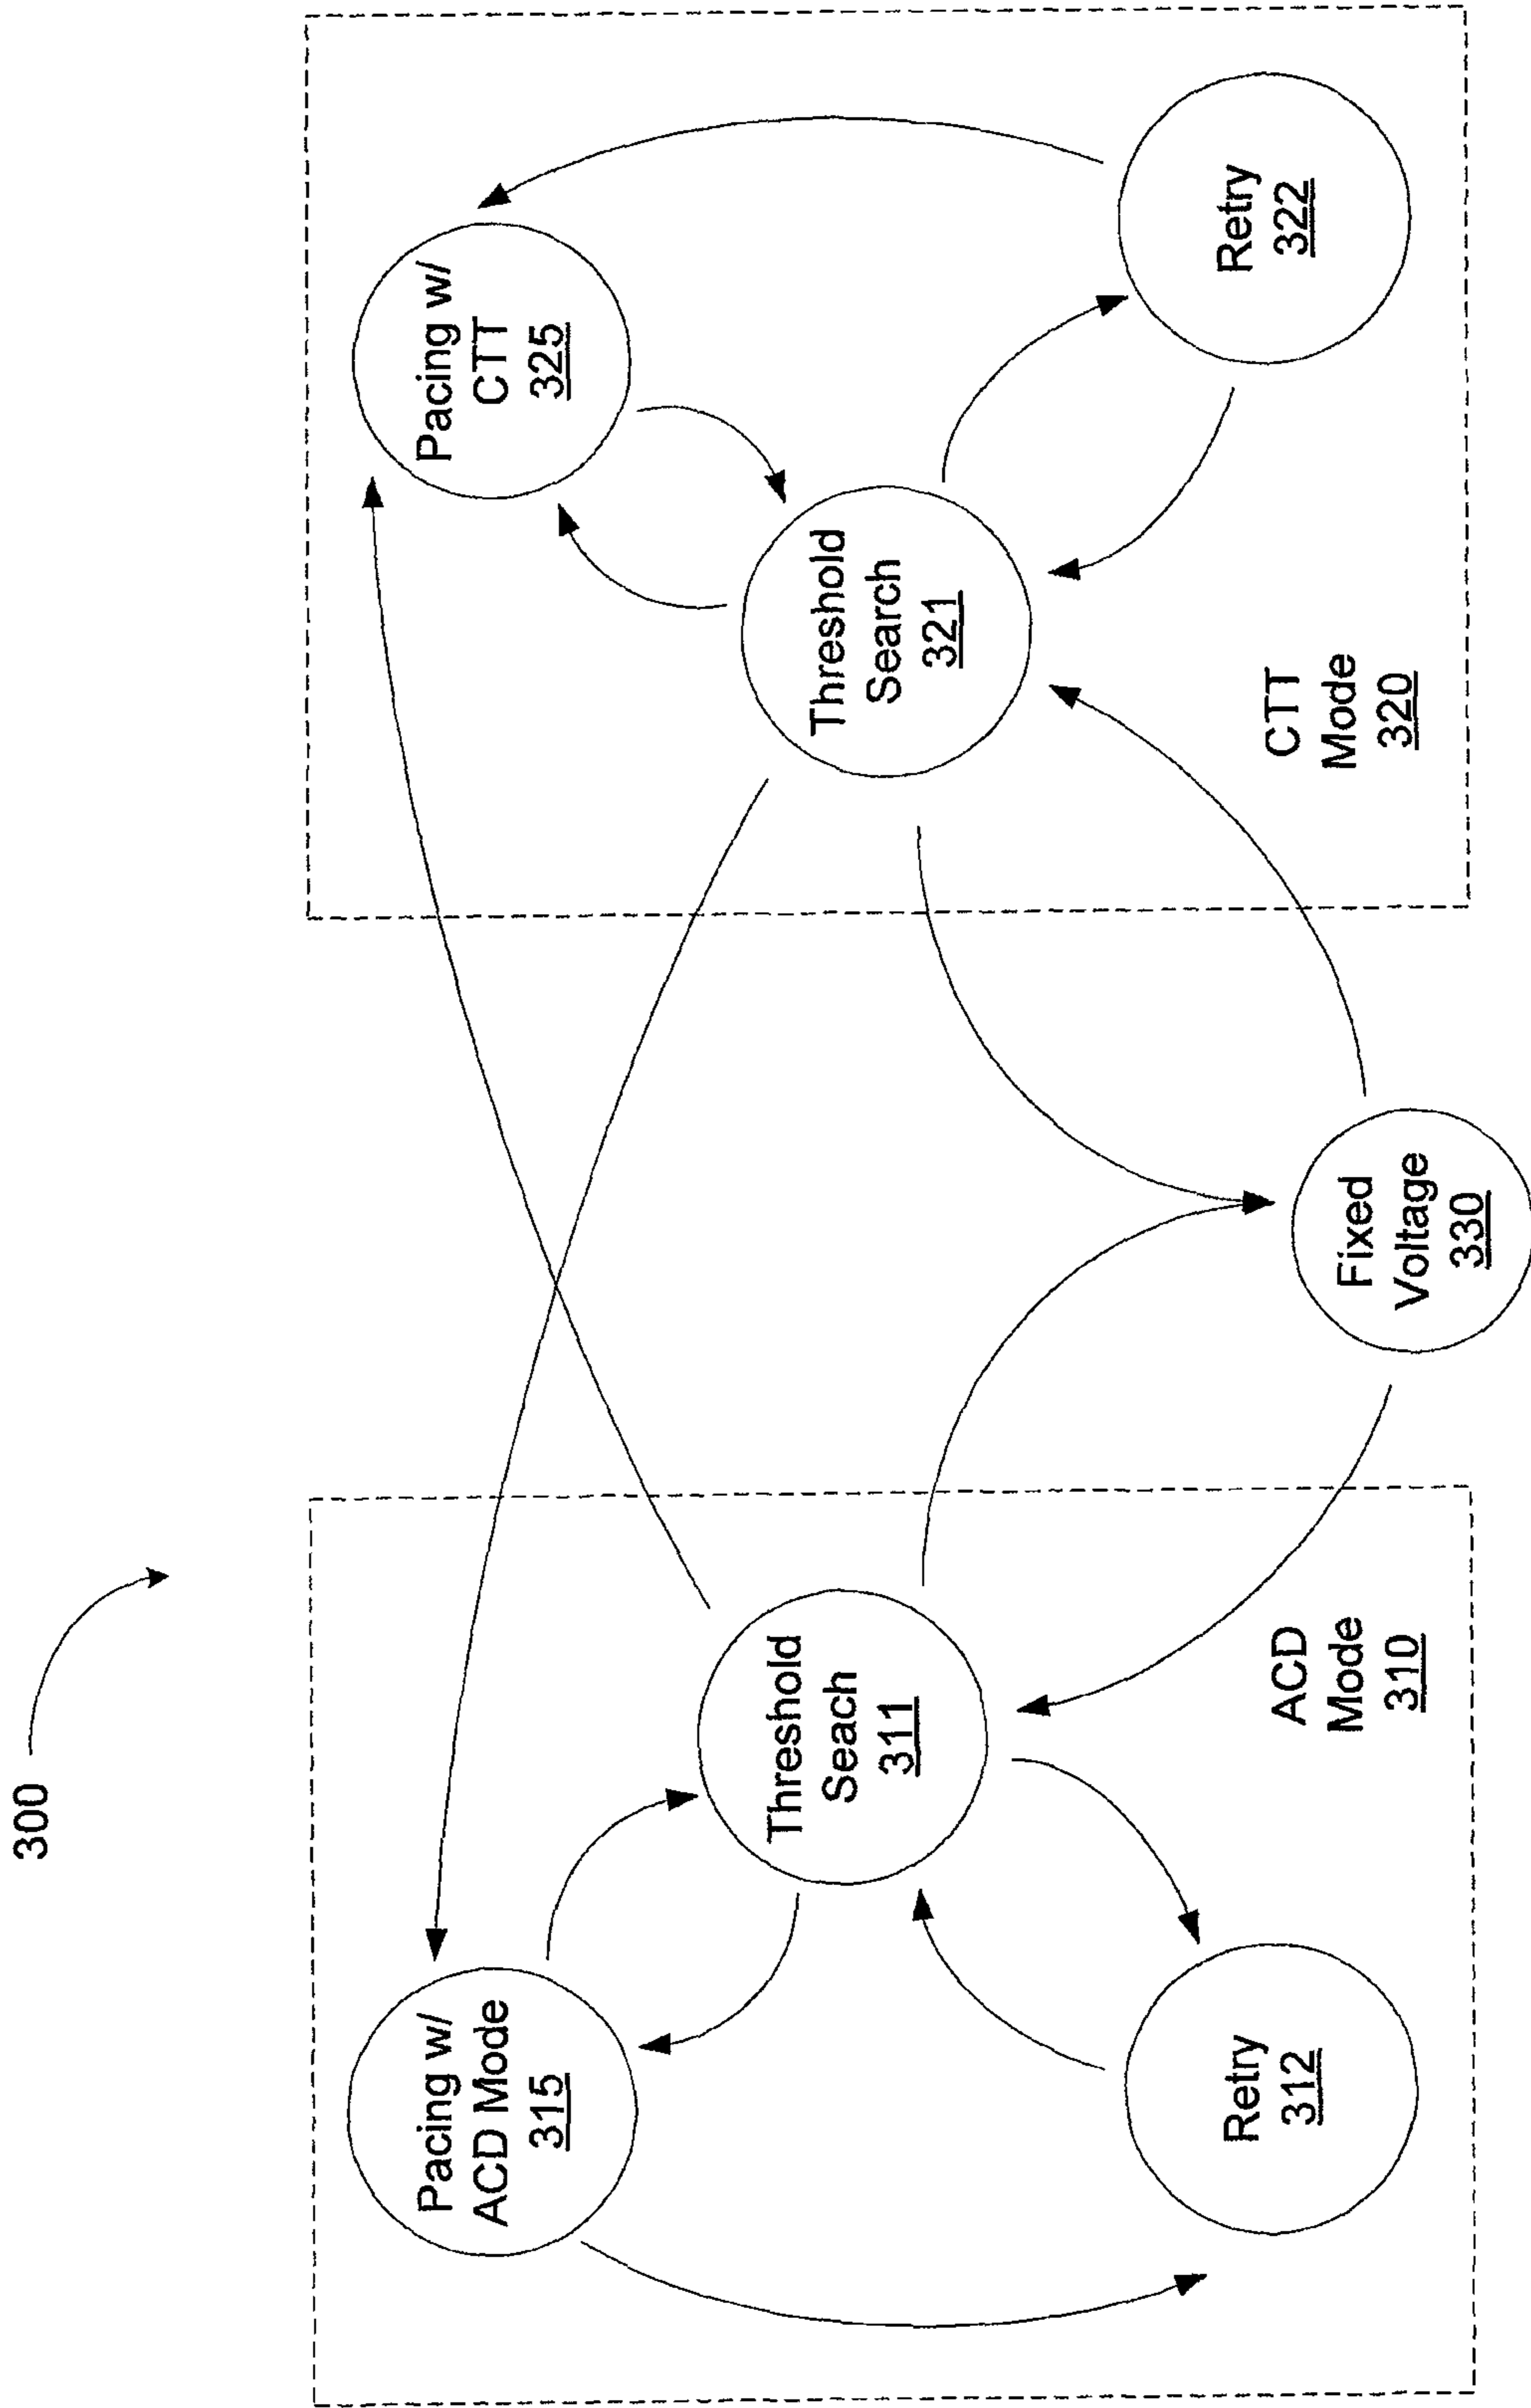 300
Pacing w/
ACD Mode
315
Threshold
Seach
311
Retry
312
ACD
Mode
310
Fixed
Voltage
330
Pacing w/
CTT
325
Threshold
Search
321
Retry
322
CTT
Mode
320